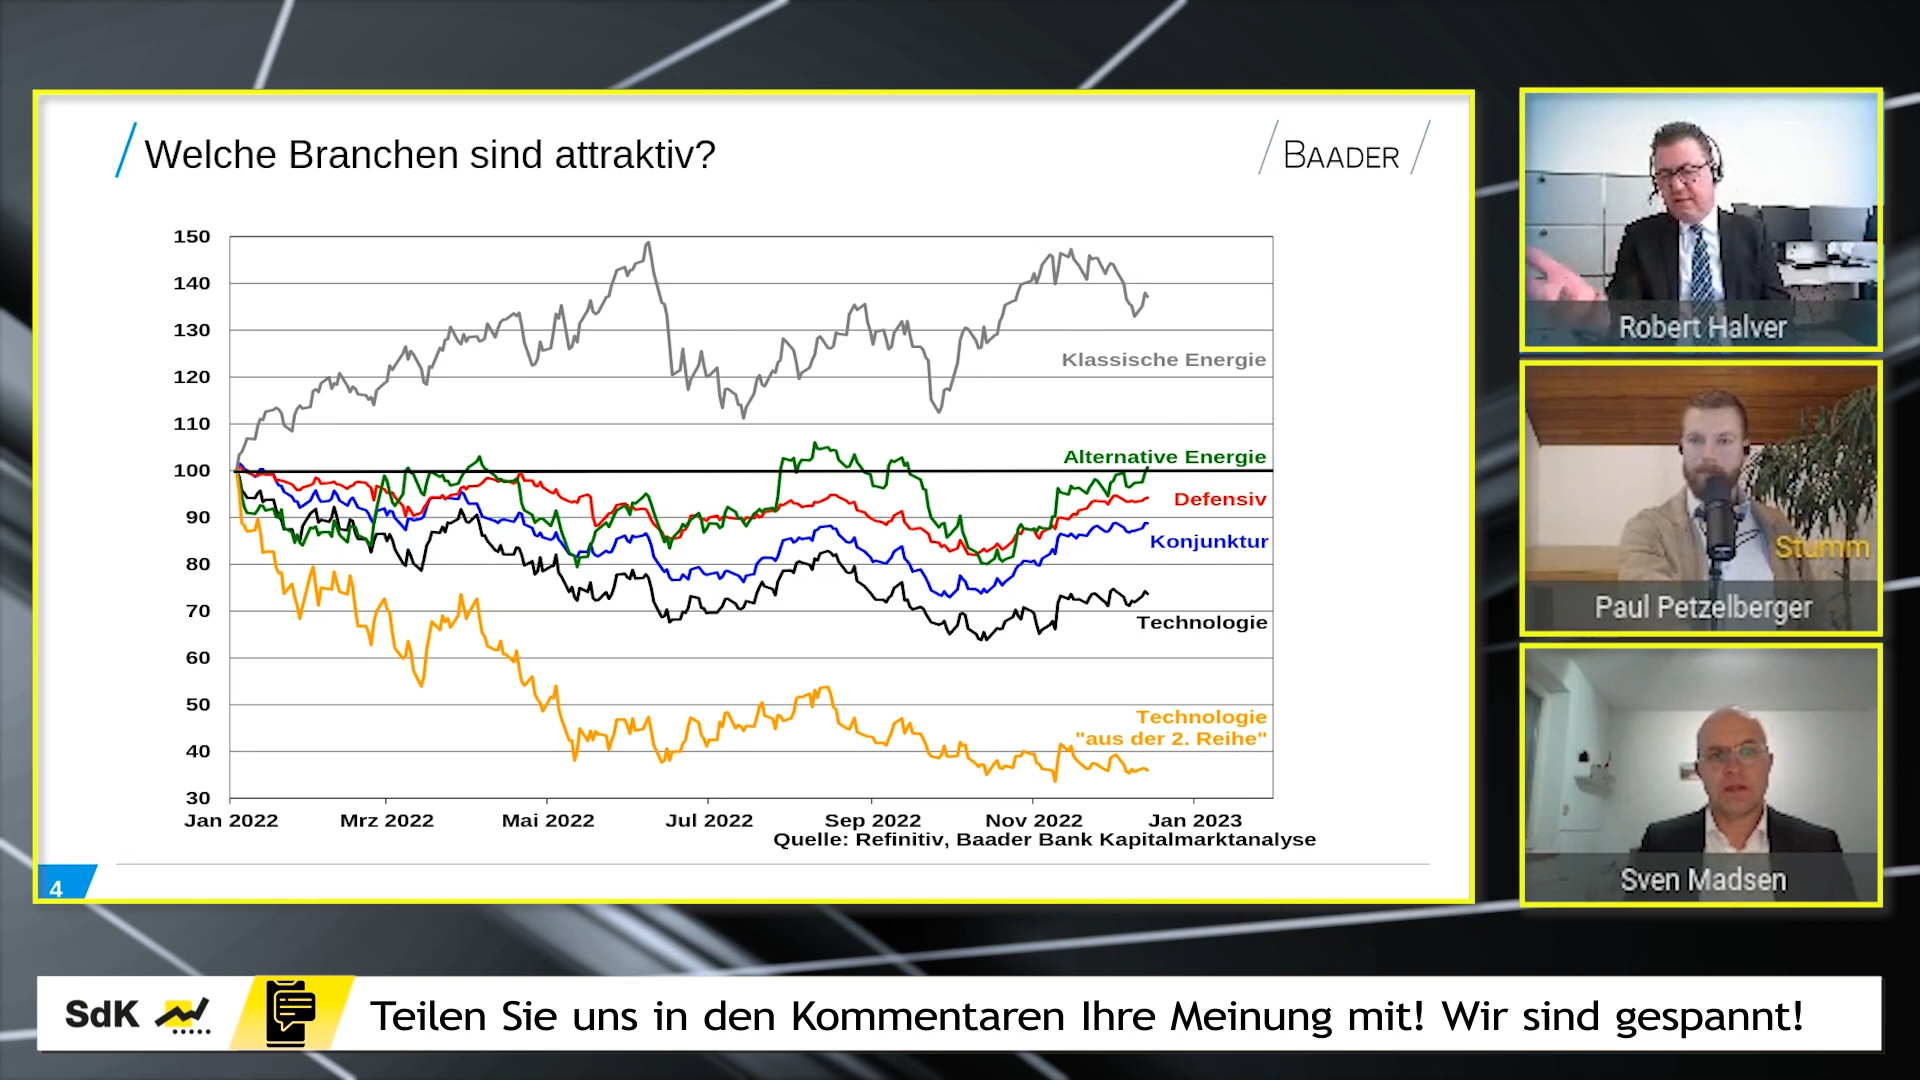 Welche Branchen sind attraktiv?
BAADER
150
140
130
120
110
100
90
80
70
60
50
40
30
Klassische Energie
Alternative Energie
Defensiv
Konjunktur
Technologie
Technologie
"aus der 2. Reihe"
Jan 2022 Mrz 2022 Mai 2022 Jul 2022 Sep 2022 Nov 2022 Jan 2023
Quelle: Refinitiv, Baader Bank Kapitalmarktanalyse
4
Robert Halver
Stumm
Paul Petzelberger
Sven Madsen
SdK
Teilen Sie uns in den Kommentaren Ihre Meinung mit! Wir sind gespannt!